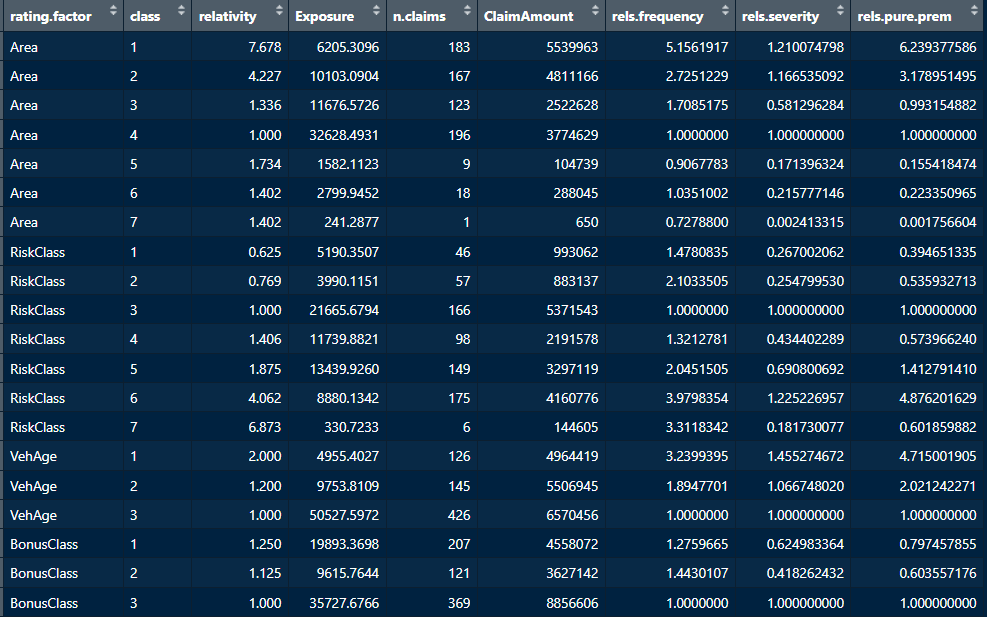 rating.factor class relativity Exposure n.claims ClaimAmount rels.frequency rels.severity rels.pure.prem
Area 1 7.678 6205.3096 183 5539963 5.1561917 1.210074798 6.239377586
Area 2 4.227 10103.0904 167 4811166 2.7251229 1.166535092 3.178951495
Area 3 1.336 11676.5726 123 2522628 1.7085175 0.581296284 0.993154882
Area 4 1.000 32628.4931 196 3774629 1.0000000 1.000000000 1.000000000
Area 5 1.734 1582.1123 9 104739 0.9067783 0.171396324 0.155418474
Area 6 1.402 2799.9452 18 288045 1.0351002 0.215777146 0.223350965
Area 7 1.402 241.2877 1 650 0.7278800 0.002413315 0.001756604
RiskClass 1 0.625 5190.3507 46 993062 1.4780835 0.267002062 0.394651335
RiskClass 2 0.769 3990.1151 57 883137 2.1033505 0.254799530 0.535932713
RiskClass 3 1.000 21665.6794 166 5371543 1.0000000 1.000000000 1.000000000
RiskClass 4 1.406 11739.8821 98 2191578 1.3212781 0.434402289 0.573966240
RiskClass 5 1.875 13439.9260 149 3297119 2.0451505 0.690800692 1.412791410
RiskClass 6 4.062 8880.1342 175 4160776 3.9798354 1.225226957 4.876201629
RiskClass 7 6.873 330.7233 6 144605 3.3118342 0.181730077 0.601859882
VehAge 1 2.000 4955.4027 126 4964419 3.2399395 1.455274672 4.715001905
VehAge 2 1.200 9753.8109 145 5506945 1.8947701 1.066748020 2.021242271
VehAge 3 1.000 50527.5972 426 6570456 1.0000000 1.000000000 1.000000000
BonusClass 1 1.250 19893.3698 207 4558072 1.2759665 0.624983364 0.797457855
BonusClass 2 1.125 9615.7644 121 3627142 1.4430107 0.418262432 0.603557176
BonusClass 3 1.000 35727.6766 369 8856606 1.0000000 1.000000000 1.000000000